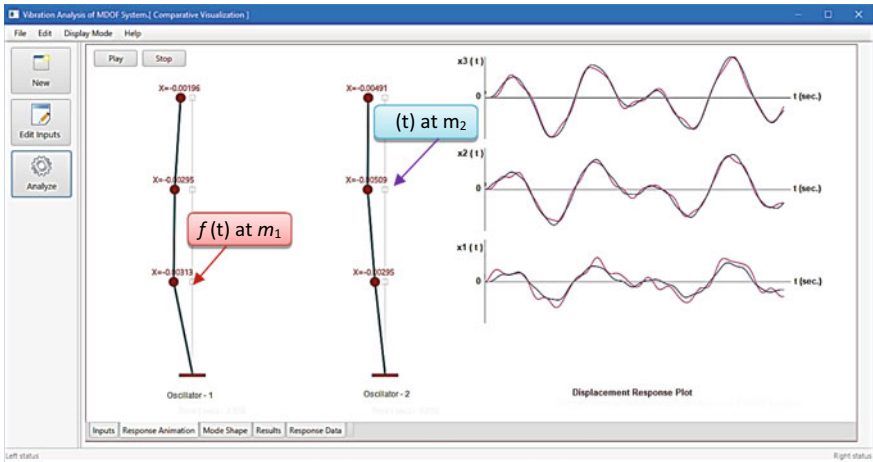 Vibration Analysis of MDOF System.[ Comparative Visualization ]
File Edit Display Mode Help
New
Edit Inputs
Analyze
Play Stop
X=-0.00196
X=-0.00295
f (t) at m1
X=-0.00313
Oscillator - 1
X=-0.00491
(t) at m2
X=-0.00509
X=-0.00295
Oscillator - 2
x3 ( t )
0
t (sec.)
x2 ( t )
0
t (sec.)
x1 ( t )
0
t (sec.)
Displacement Response Plot
Inputs Response Animation Mode Shape Results Response Data
Left status
Right status